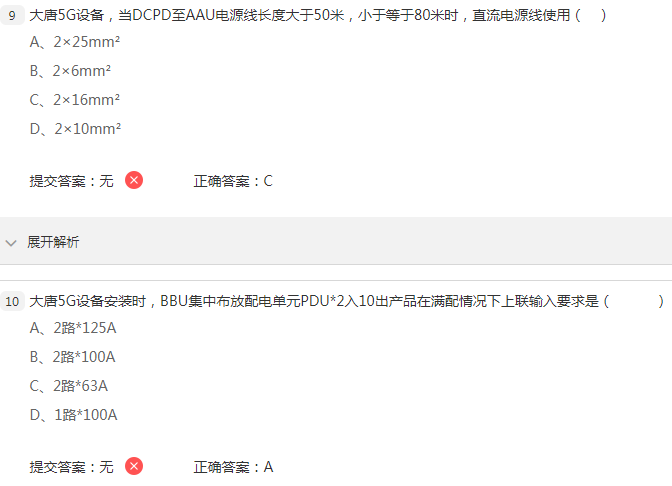 9 大唐5G设备，当DCPD至AAU电源线长度大于50米，小于等于80米时，直流电源线使用（ ）
A、2×25mm²
B、2×6mm²
C、2×16mm²
D、2×10mm²
提交答案：无 正确答案：C
展开解析
10 大唐5G设备安装时，BBU集中布放配电单元PDU*2入10出产品在满配情况下上联输入要求是（ ）
A、2路*125A
B、2路*100A
C、2路*63A
D、1路*100A
提交答案：无 正确答案：A